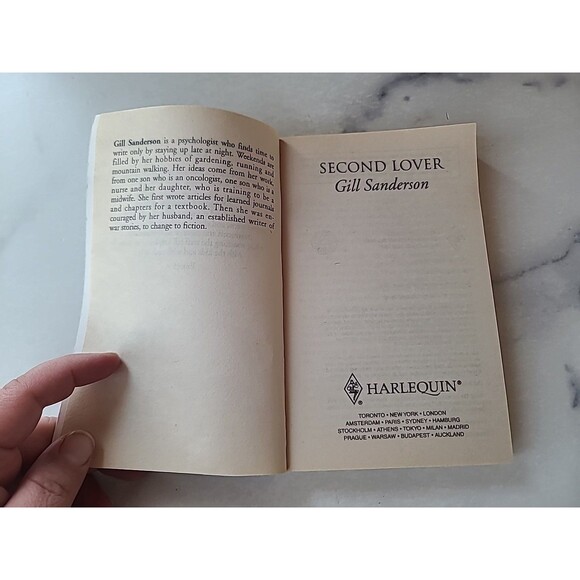 Gill Sanderson is a psychologist who finds time to
write only by staying up late at night. Weekends are
filled by her hobbies of gardening, running and
mountain walking. Her ideas come from her work,
from one son who is an oncologist, one son who is a
nurse and her daughter, who is training to be a
midwife. She first wrote articles for learned journals
and chapters for a textbook. Then she was en-
couraged by her husband, an established writer of
war stories, to change to fiction.
SECOND LOVER
Gill Sanderson
HARLEQUIN®
TORONTO • NEW YORK • LONDON
AMSTERDAM • PARIS • SYDNEY • HAMBURG
STOCKHOLM • ATHENS • TOKYO • MILAN • MADRID
PRAGUE • WARSAW • BUDAPEST • AUCKLAND